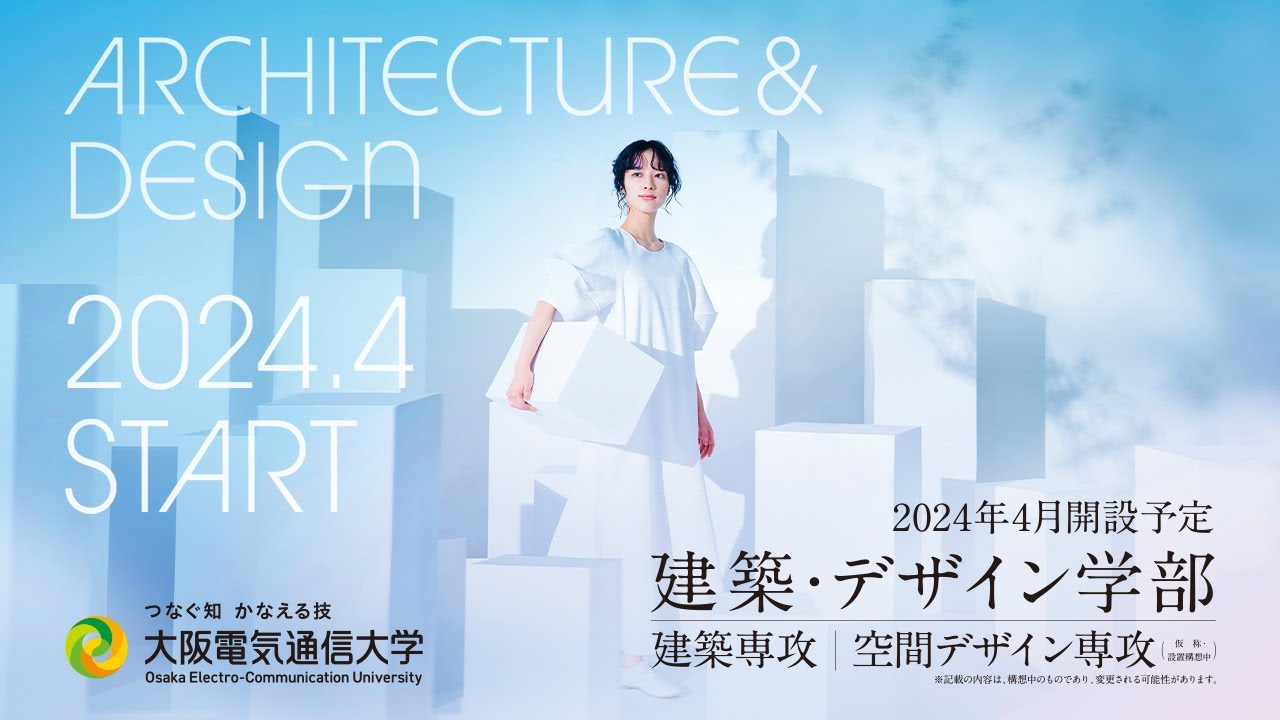 ARCHITECTURE &
DESIGN
2024.4
START
2024年4月開設予定
建築・デザイン学部
建築専攻｜空間デザイン専攻（仮称・設置構想中）
※記載の内容は、構想中のものであり、変更される可能性があります。
つなぐ知 かなえる技
大阪電気通信大学
Osaka Electro-Communication University